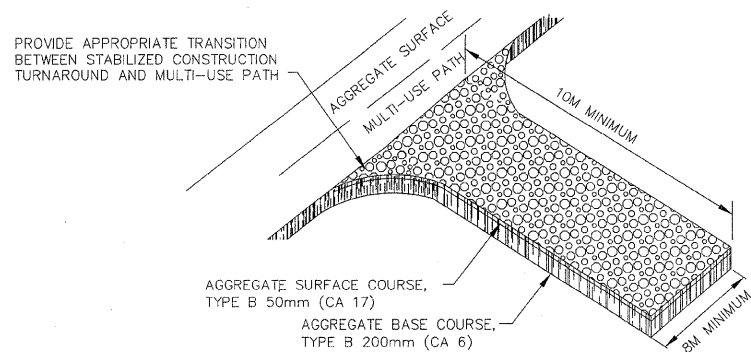 PROVIDE APPROPRIATE TRANSITION
BETWEEN STABILIZED CONSTRUCTION
TURNAROUND AND MULTI-USE PATH
AGGREGATE SURFACE
MULTI-USE PATH
10M MINIMUM
AGGREGATE SURFACE COURSE,
TYPE B 50mm (CA 17)
AGGREGATE BASE COURSE,
TYPE B 200mm (CA 6)
8M MINIMUM